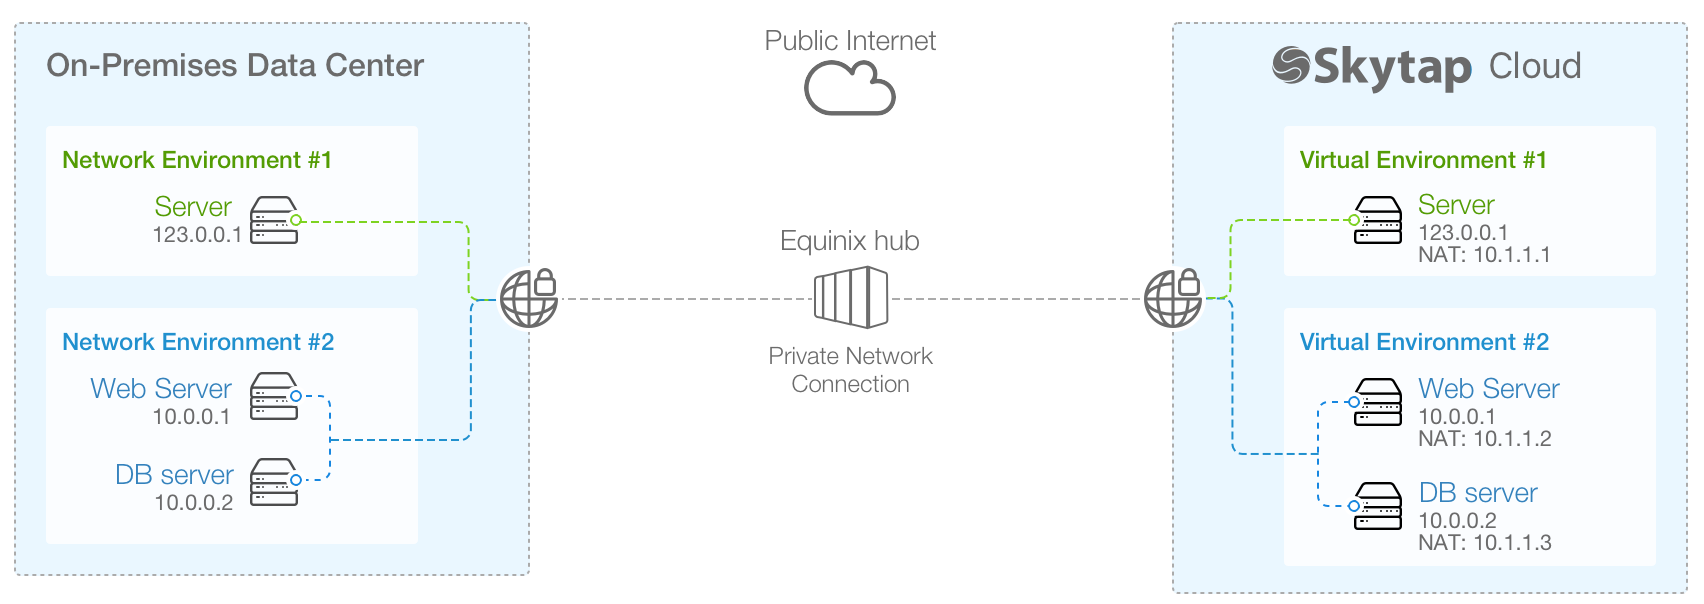 On-Premises Data Center
Network Environment #1
Server
123.0.0.1
Network Environment #2
Web Server
10.0.0.1
DB server
10.0.0.2
Public Internet
Equinix hub
Private Network
Connection
Skytap Cloud
Virtual Environment #1
Server
123.0.0.1
NAT: 10.1.1.1
Virtual Environment #2
Web Server
10.0.0.1
NAT: 10.1.1.2
DB server
10.0.0.2
NAT: 10.1.1.3